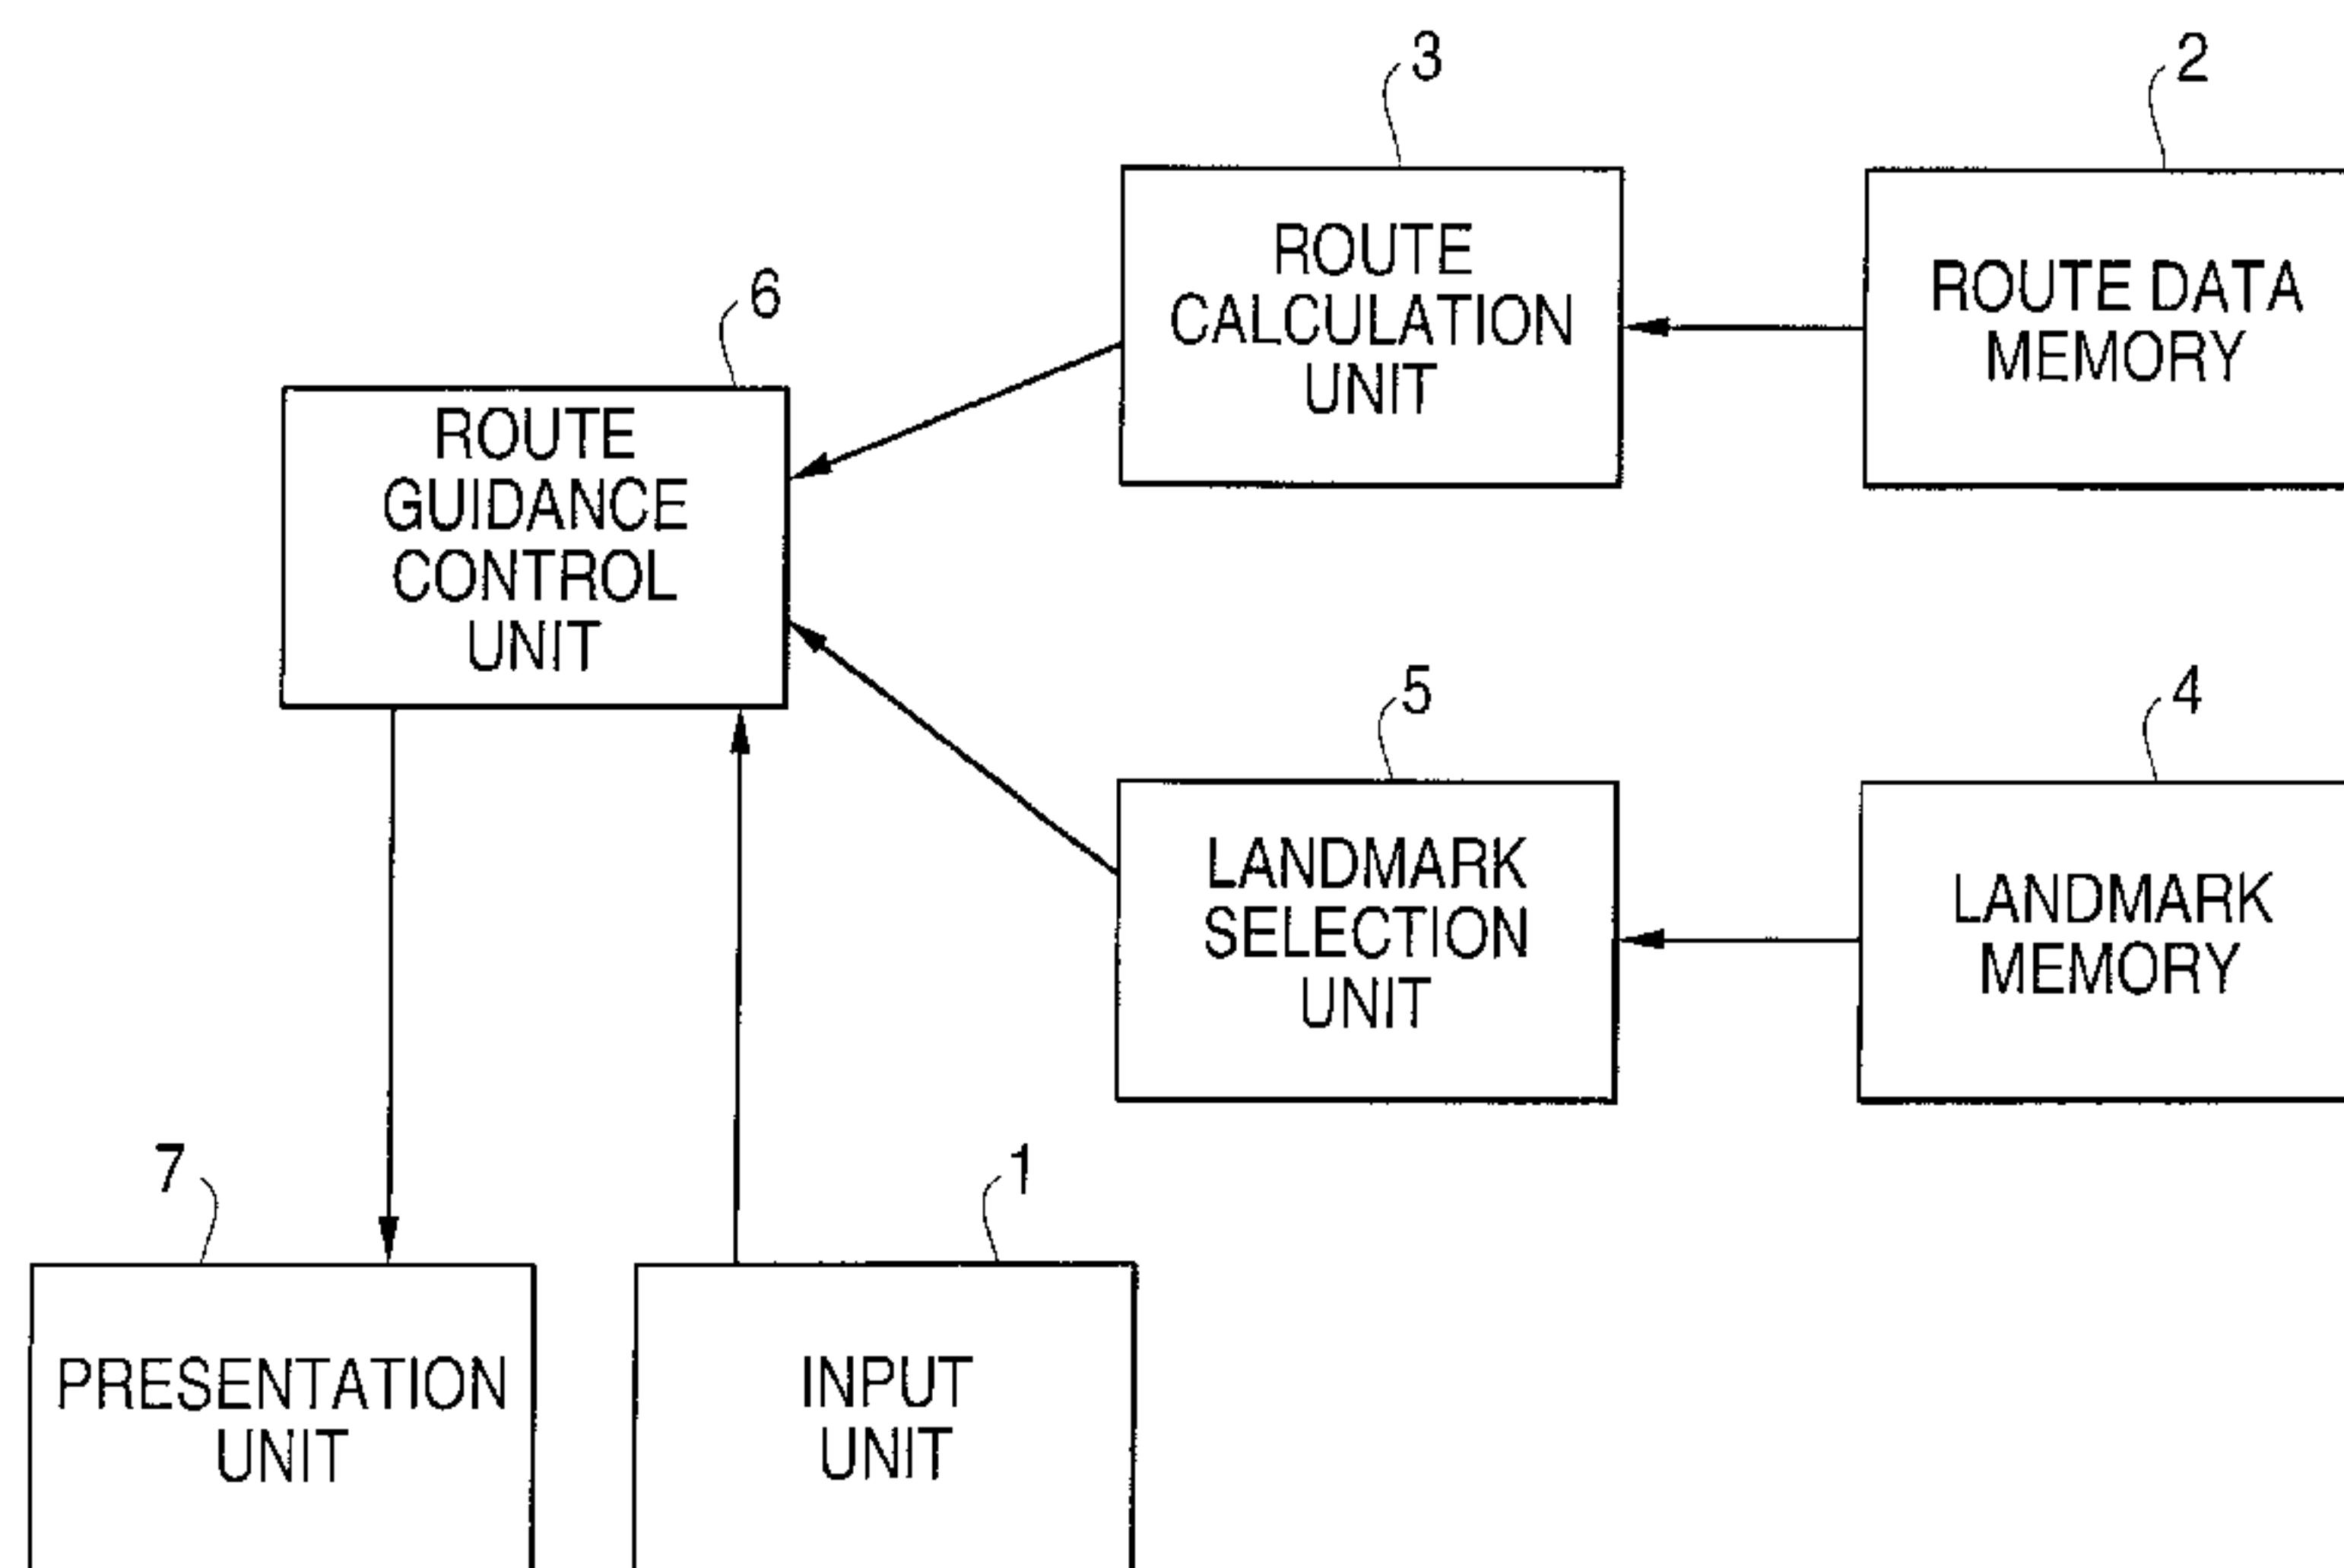 3
2
ROUTE
CALCULATION
UNIT
ROUTE DATA
MEMORY
6
ROUTE
GUIDANCE
CONTROL
UNIT
5
4
LANDMARK
SELECTION
UNIT
LANDMARK
MEMORY
7
1
PRESENTATION
UNIT
INPUT
UNIT